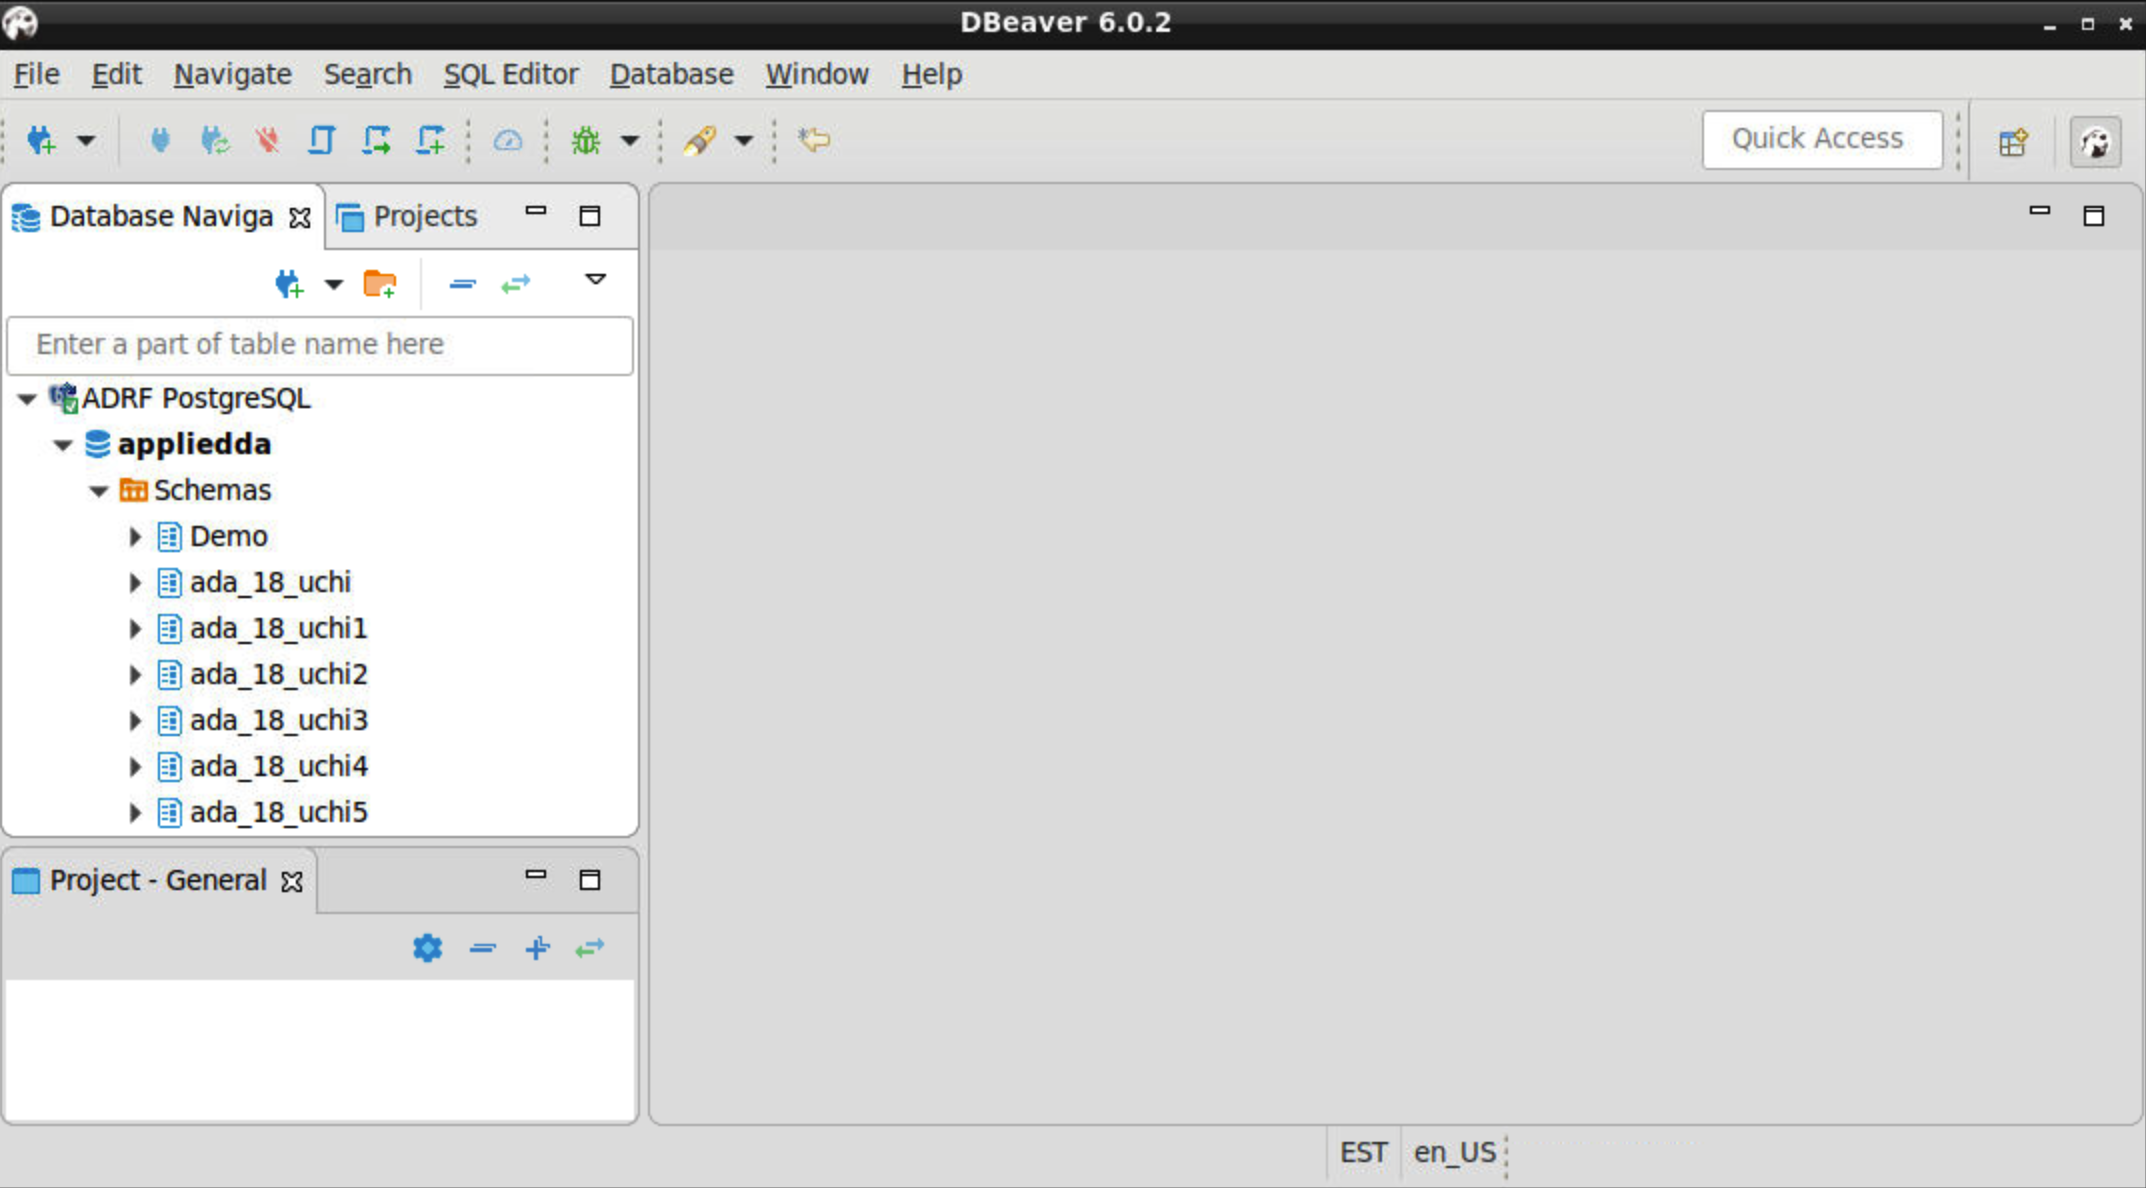 DBeaver 6.0.2
File Edit Navigate Search SQL Editor Database Window Help
Quick Access
Database Naviga Projects
Enter a part of table name here
ADRF PostgreSQL
appliedda
Schemas
Demo
ada_18_uchi
ada_18_uchi1
ada_18_uchi2
ada_18_uchi3
ada_18_uchi4
ada_18_uchi5
Project - General
EST en_US